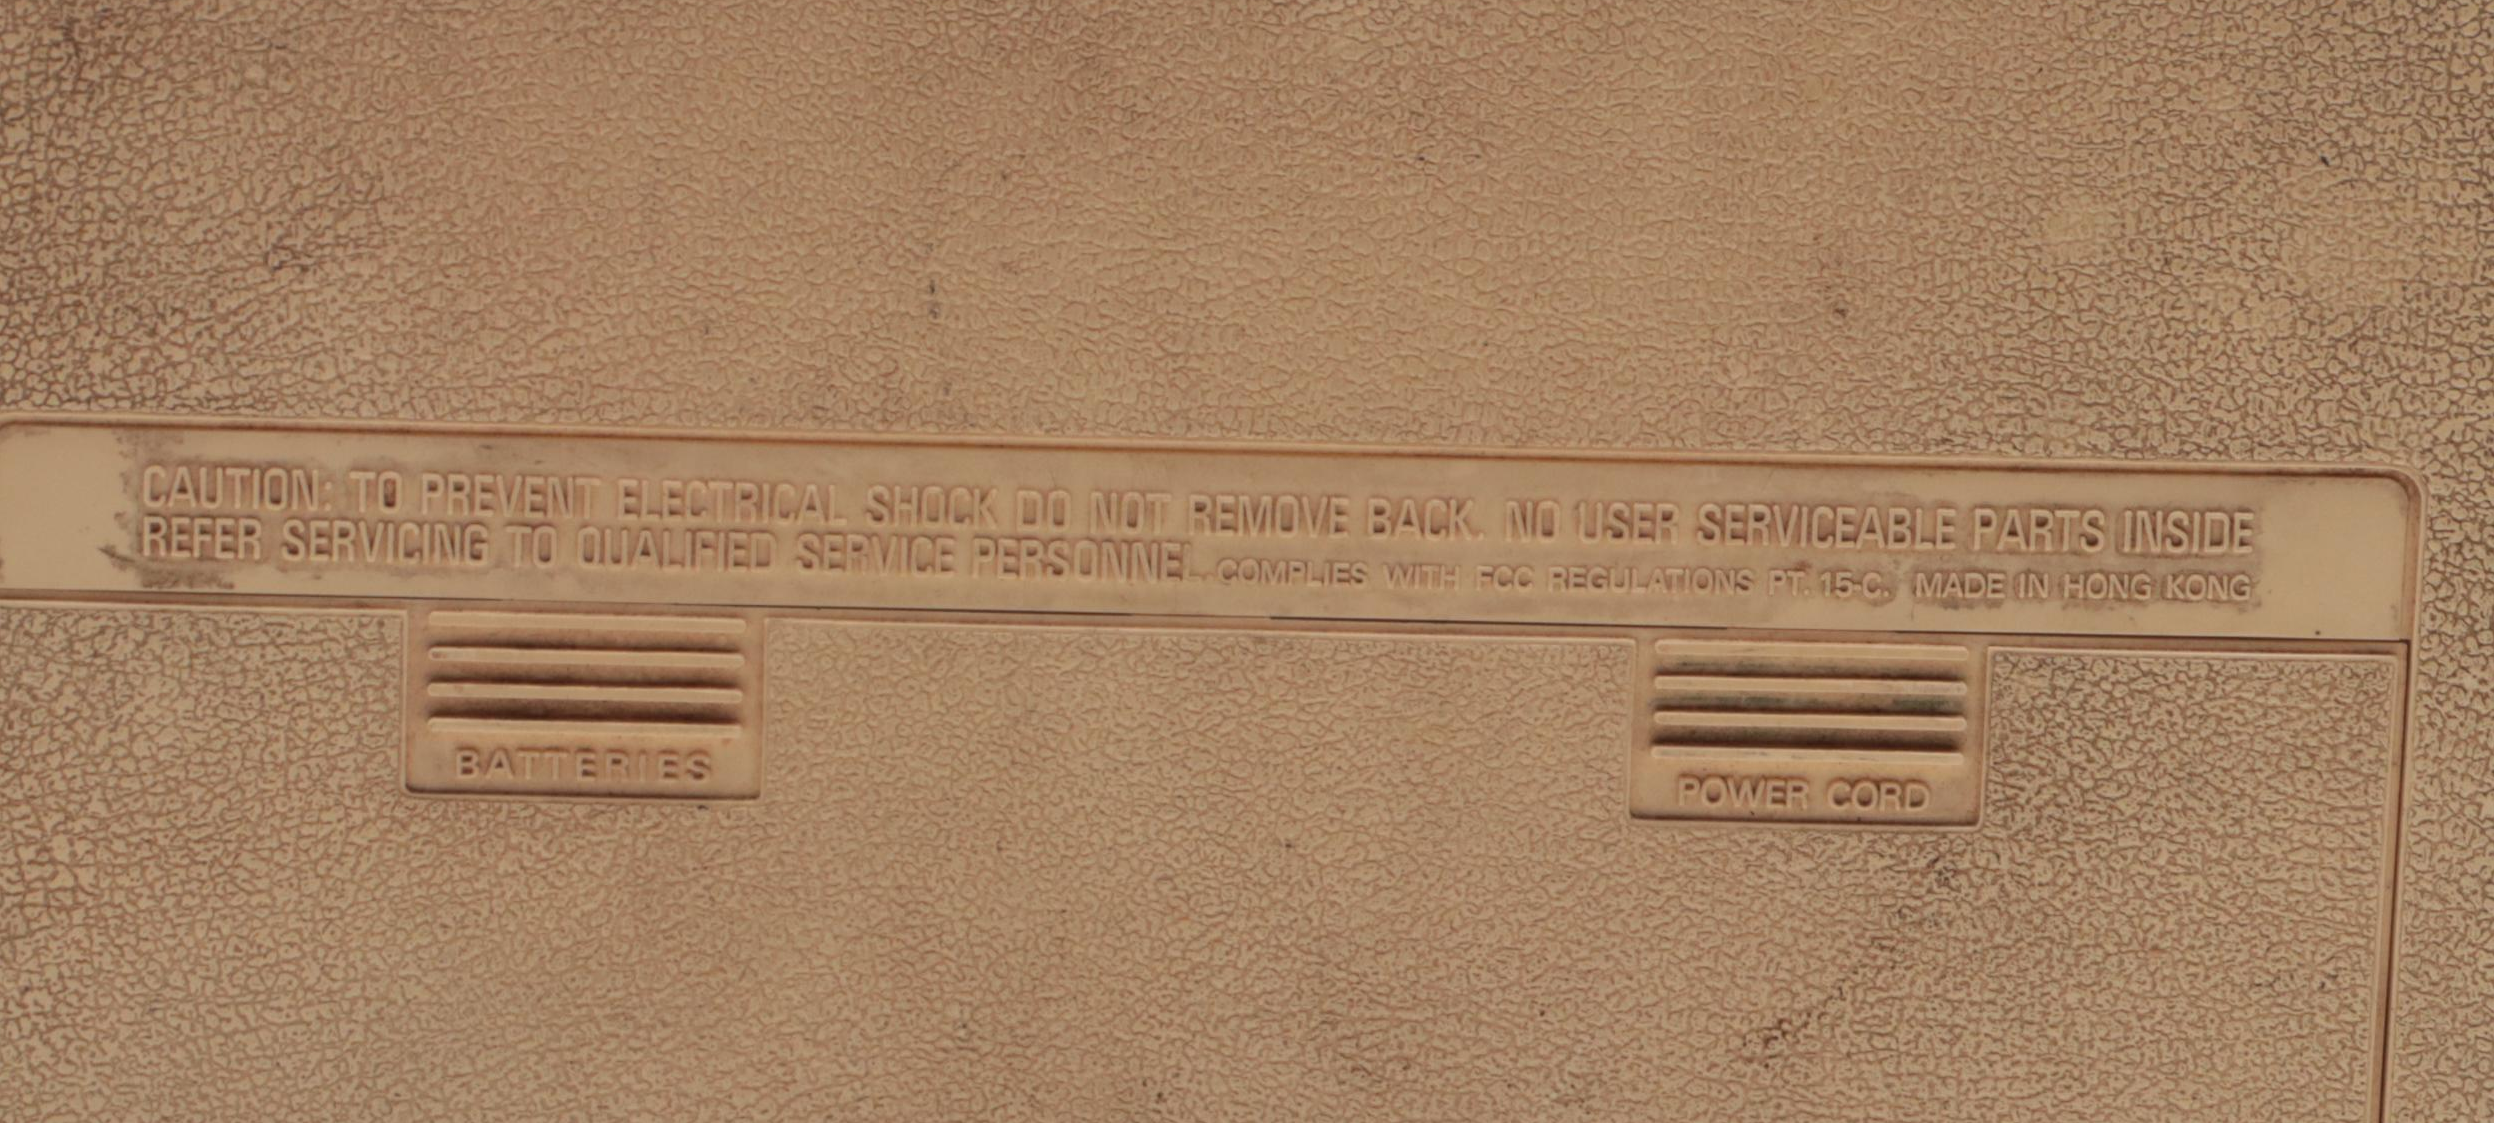 CAUTION: TO PREVENT ELECTRICAL SHOCK DO NOT REMOVE BACK. NO USER SERVICEABLE PARTS INSIDE
REFER SERVICING TO QUALIFIED SERVICE PERSONNEL. COMPLIES WITH FCC REGULATIONS PT. 15-C. MADE IN HONG KONG
BATTERIES
POWER CORD